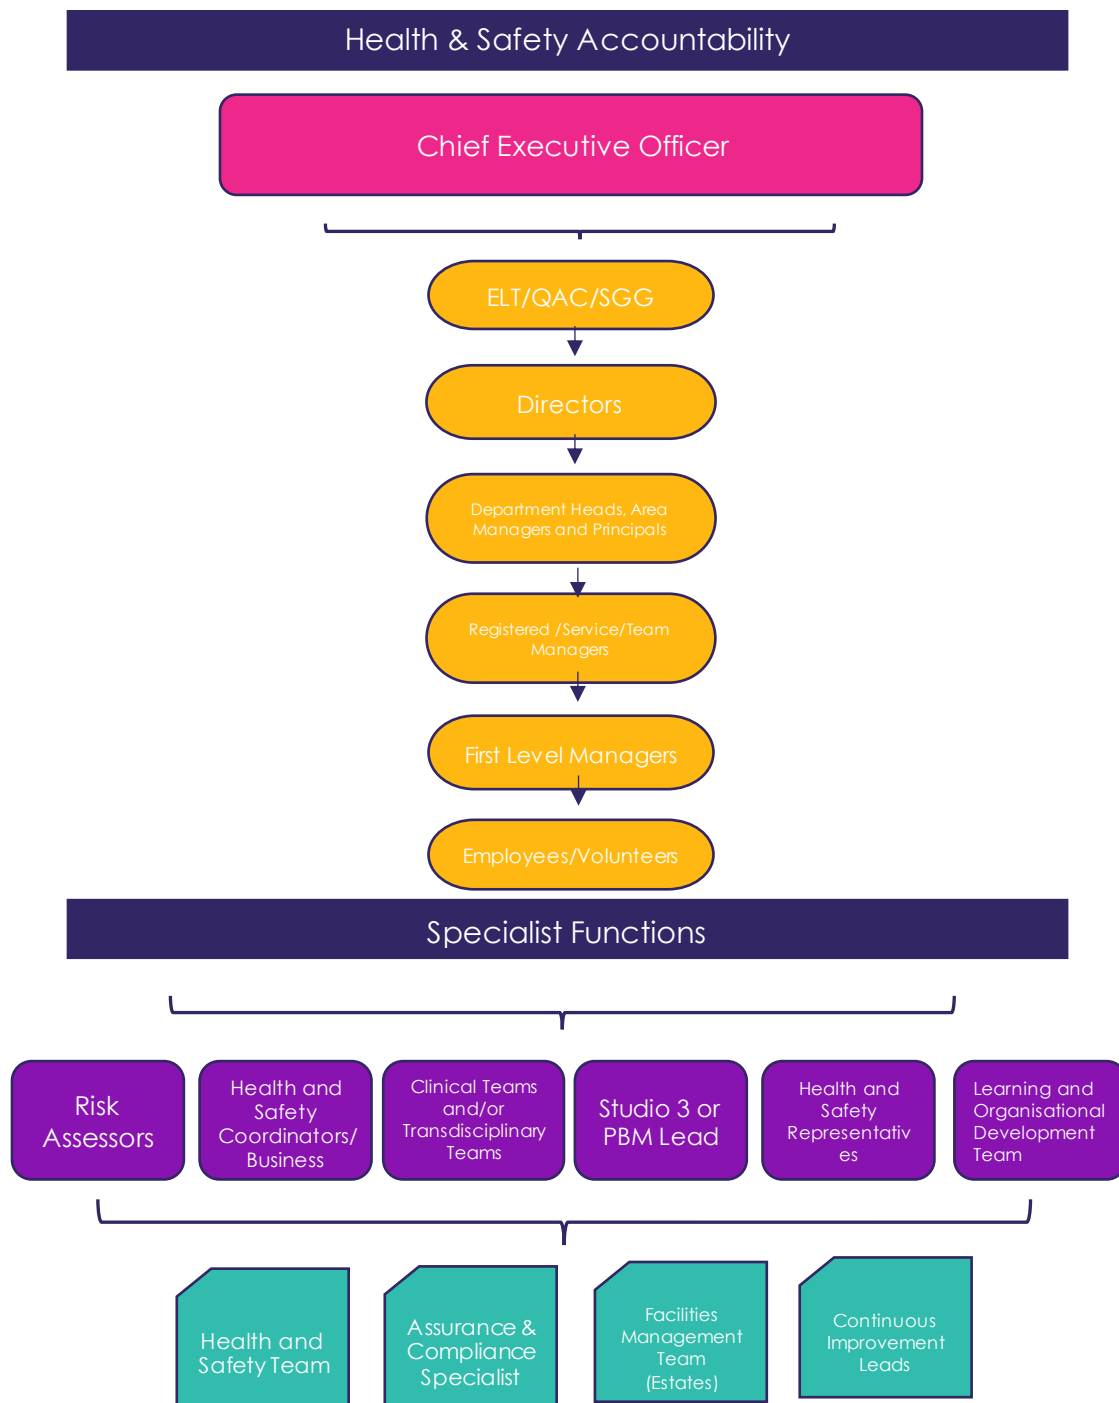 Health & Safety Accountability
Chief Executive Officer
ELT/QAC/SGG
Directors
Department Heads, Area
Managers and Principals
Registered /Service/Team
Managers
First Level Managers
Employees/Volunteers
Specialist Functions
Risk
Assessors
Health and
Safety
Coordinators/
Business
Clinical Teams
and/or
Transdisciplinary
Teams
Studio 3 or
PBM Lead
Health and
Safety
Representativ
es
Learning and
Organisational
Development
Team
Health and
Safety Team
Assurance &
Compliance
Specialist
Facilities
Management
Team
(Estates)
Continuous
Improvement
Leads